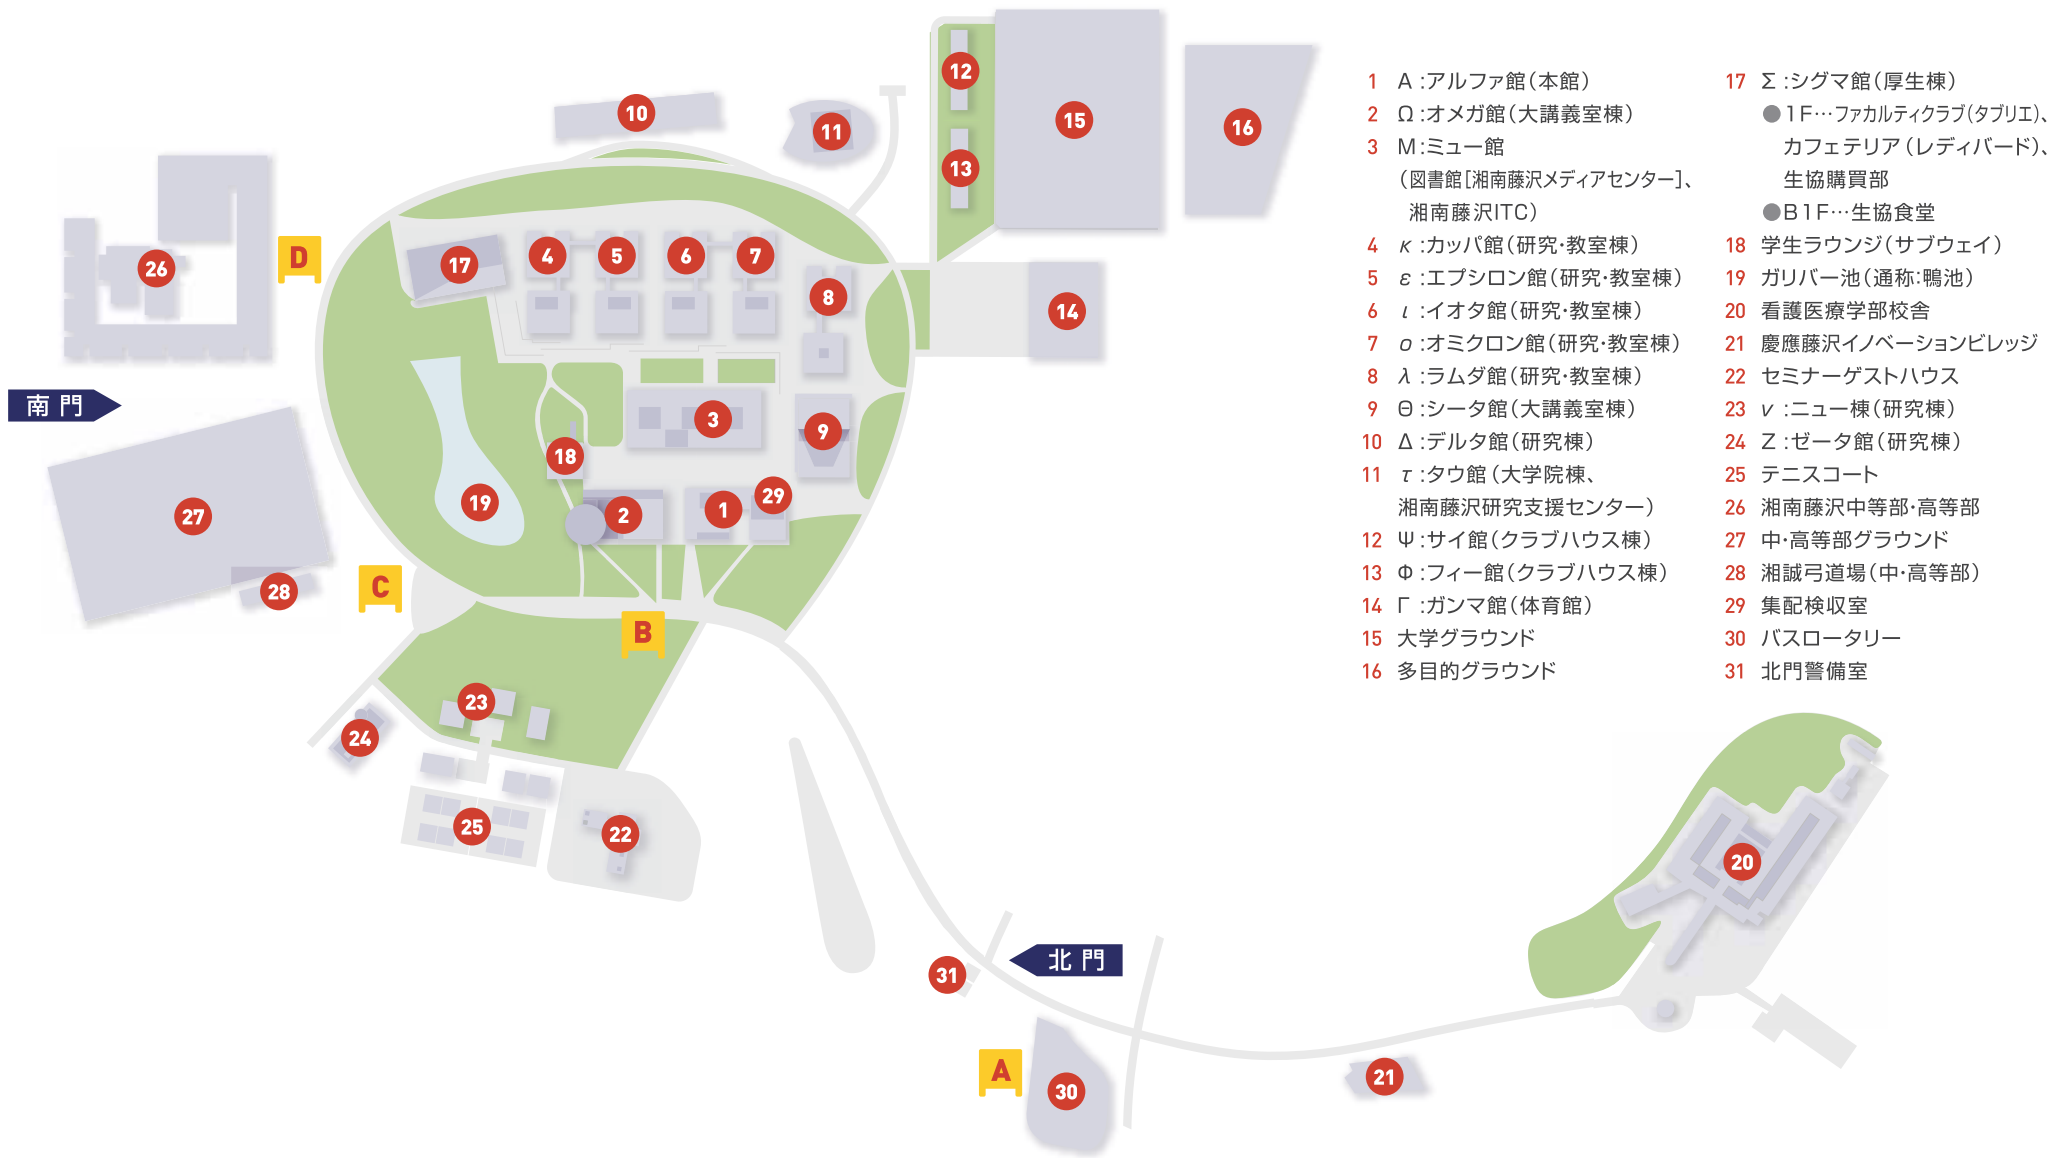 12
15
16
10
11
13
D
26
17
4
5
6
7
8
14
南門
3
9
18
29
19
2
1
27
28
C
B
23
24
25
22
20
31
北門
A
30
21
1 A:アルファ館(本館)
2 Ω:オメガ館(大講義室棟)
3 M:ミュー館
(図書館[湘南藤沢メディアセンター]、
湘南藤沢ITC)
4 κ:カッパ館(研究・教室棟)
5 ε:エプシロン館(研究・教室棟)
6 ι:イオタ館(研究・教室棟)
7 ο:オミクロン館(研究・教室棟)
8 λ:ラムダ館(研究・教室棟)
9 Θ:シータ館(大講義室棟)
10 Δ:デルタ館(研究棟)
11 τ:タウ館(大学院棟、
湘南藤沢研究支援センター)
12 Ψ:サイ館(クラブハウス棟)
13 Φ:フィー館(クラブハウス棟)
14 Γ:ガンマ館(体育館)
15 大学グラウンド
16 多目的グラウンド
17 Σ:シグマ館(厚生棟)
●1F…ファカルティクラブ(タブリエ)、
カフェテリア(レディバード)、
生協購買部
●B1F…生協食堂
18 学生ラウンジ(サブウェイ)
19 ガリバー池(通称:鴨池)
20 看護医療学部校舎
21 慶應藤沢イノベーションビレッジ
22 セミナーゲストハウス
23 ν:ニュー棟(研究棟)
24 Z:ゼータ館(研究棟)
25 テニスコート
26 湘南藤沢中等部・高等部
27 中・高等部グラウンド
28 湘誠弓道場(中・高等部)
29 集配検収室
30 バスロータリー
31 北門警備室